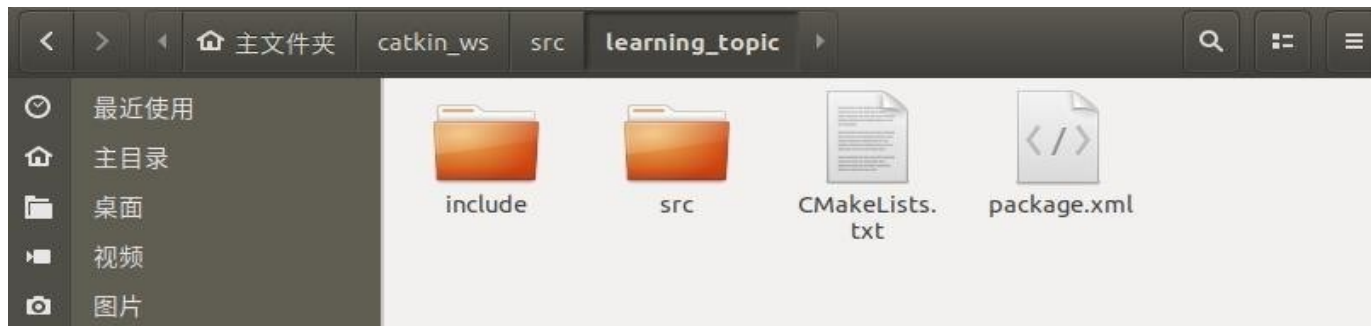 主文件夹 catkin_ws src learning_topic
最近使用
主目录
桌面
视频
图片
include src CMakeLists.txt package.xml